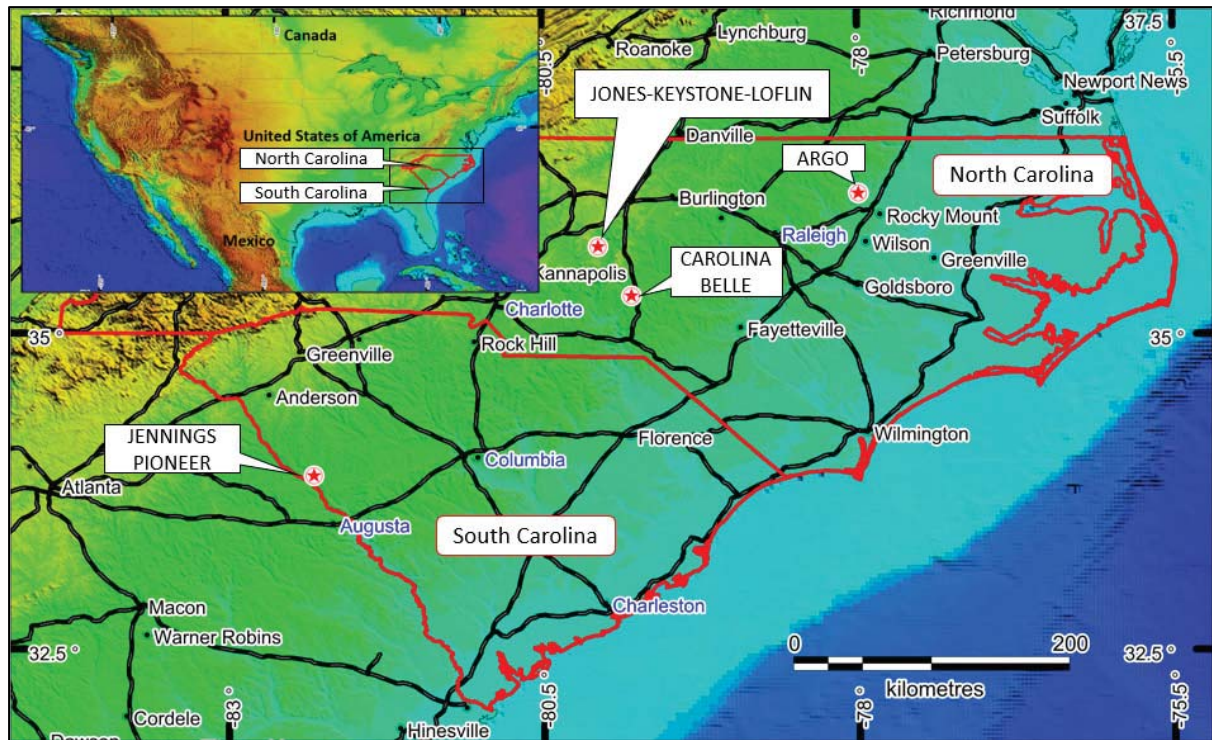 Canada
United States of America
North Carolina
South Carolina
Mexico
-80.5 °
-78 °
37.5 °
-75.5 °
Richmond
Lynchburg
Roanoke
Petersburg
Newport News
Suffolk
JONES-KEYSTONE-LOFLIN
Danville
ARGO
North Carolina
Burlington
Rocky Mount
Raleigh
Wilson
Greenville
Kannapolis
CAROLINA
BELLE
Goldsboro
Charlotte
Fayetteville
35 °
35 °
Rock Hill
Greenville
Anderson
JENNINGS
PIONEER
Florence
Wilmington
Columbia
Atlanta
Augusta
South Carolina
Macon
Charleston
Warner Robins
32.5 °
0
200
32.5 °
kilometres
-83 °
-80.5 °
-78 °
-75.5 °
Cordele
Hinesville
Dawson